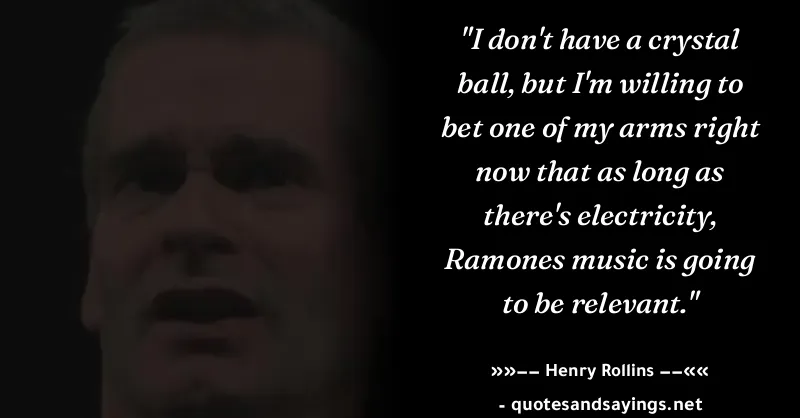 "I don't have a crystal
ball, but I'm willing to
bet one of my arms right
now that as long as
there's electricity,
Ramones music is going
to be relevant."
»»–– Henry Rollins ––««
- quotesandsayings.net